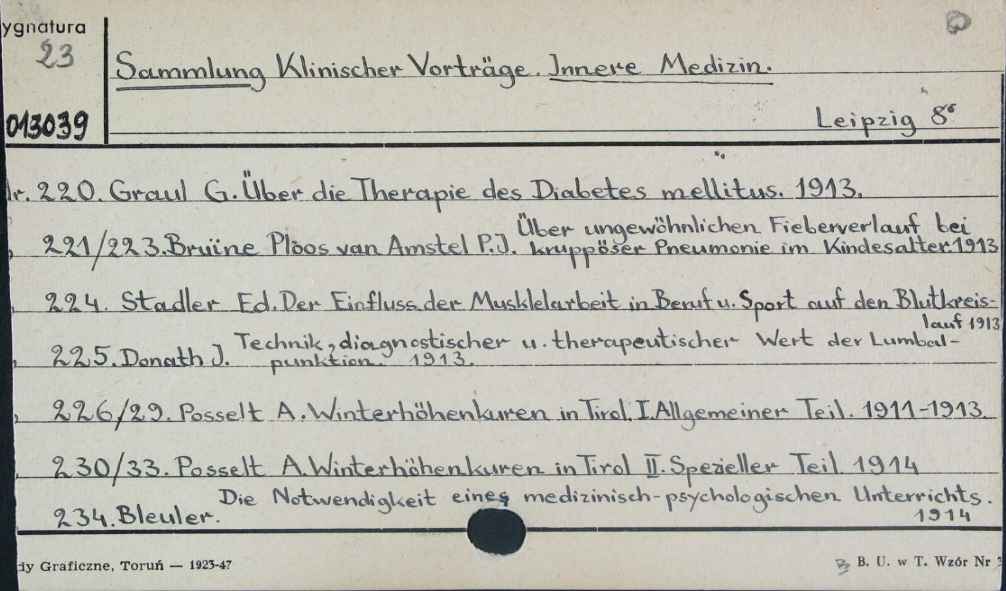 ygnatura
23
Sammlung Klinischer Vorträge. Innere Medizin.
013039
Leipzig 8°
r. 220. Graul G. Über die Therapie des Diabetes mellitus. 1913.
Über ungewöhnlichen Fieberverlauf bei
221/223. Bruïne Ploos van Amstel P.J. kruppöser Pneumonie im Kindesalter 1913
224. Stadler Ed. Der Einfluss der Musklelarbeit in Beruf u. Sport auf den Blutkreis-
lauf 1913
Technik, diagnostischer u. therapeutischer Wert der Lumbal-
225. Donath J. punktion. 1913.
226/29. Posselt A. Winterhöhenkuren in Tirol. I. Allgemeiner Teil. 1911-1913.
230/33. Posselt A. Winterhöhenkuren in Tirol II. Spezieller Teil. 1914
Die Notwendigkeit eines medizinisch-psychologischen Unterrichts.
234. Bleuler. 1914
dy Graficzne, Toruń — 1923-47
B. U. w T. Wzór Nr